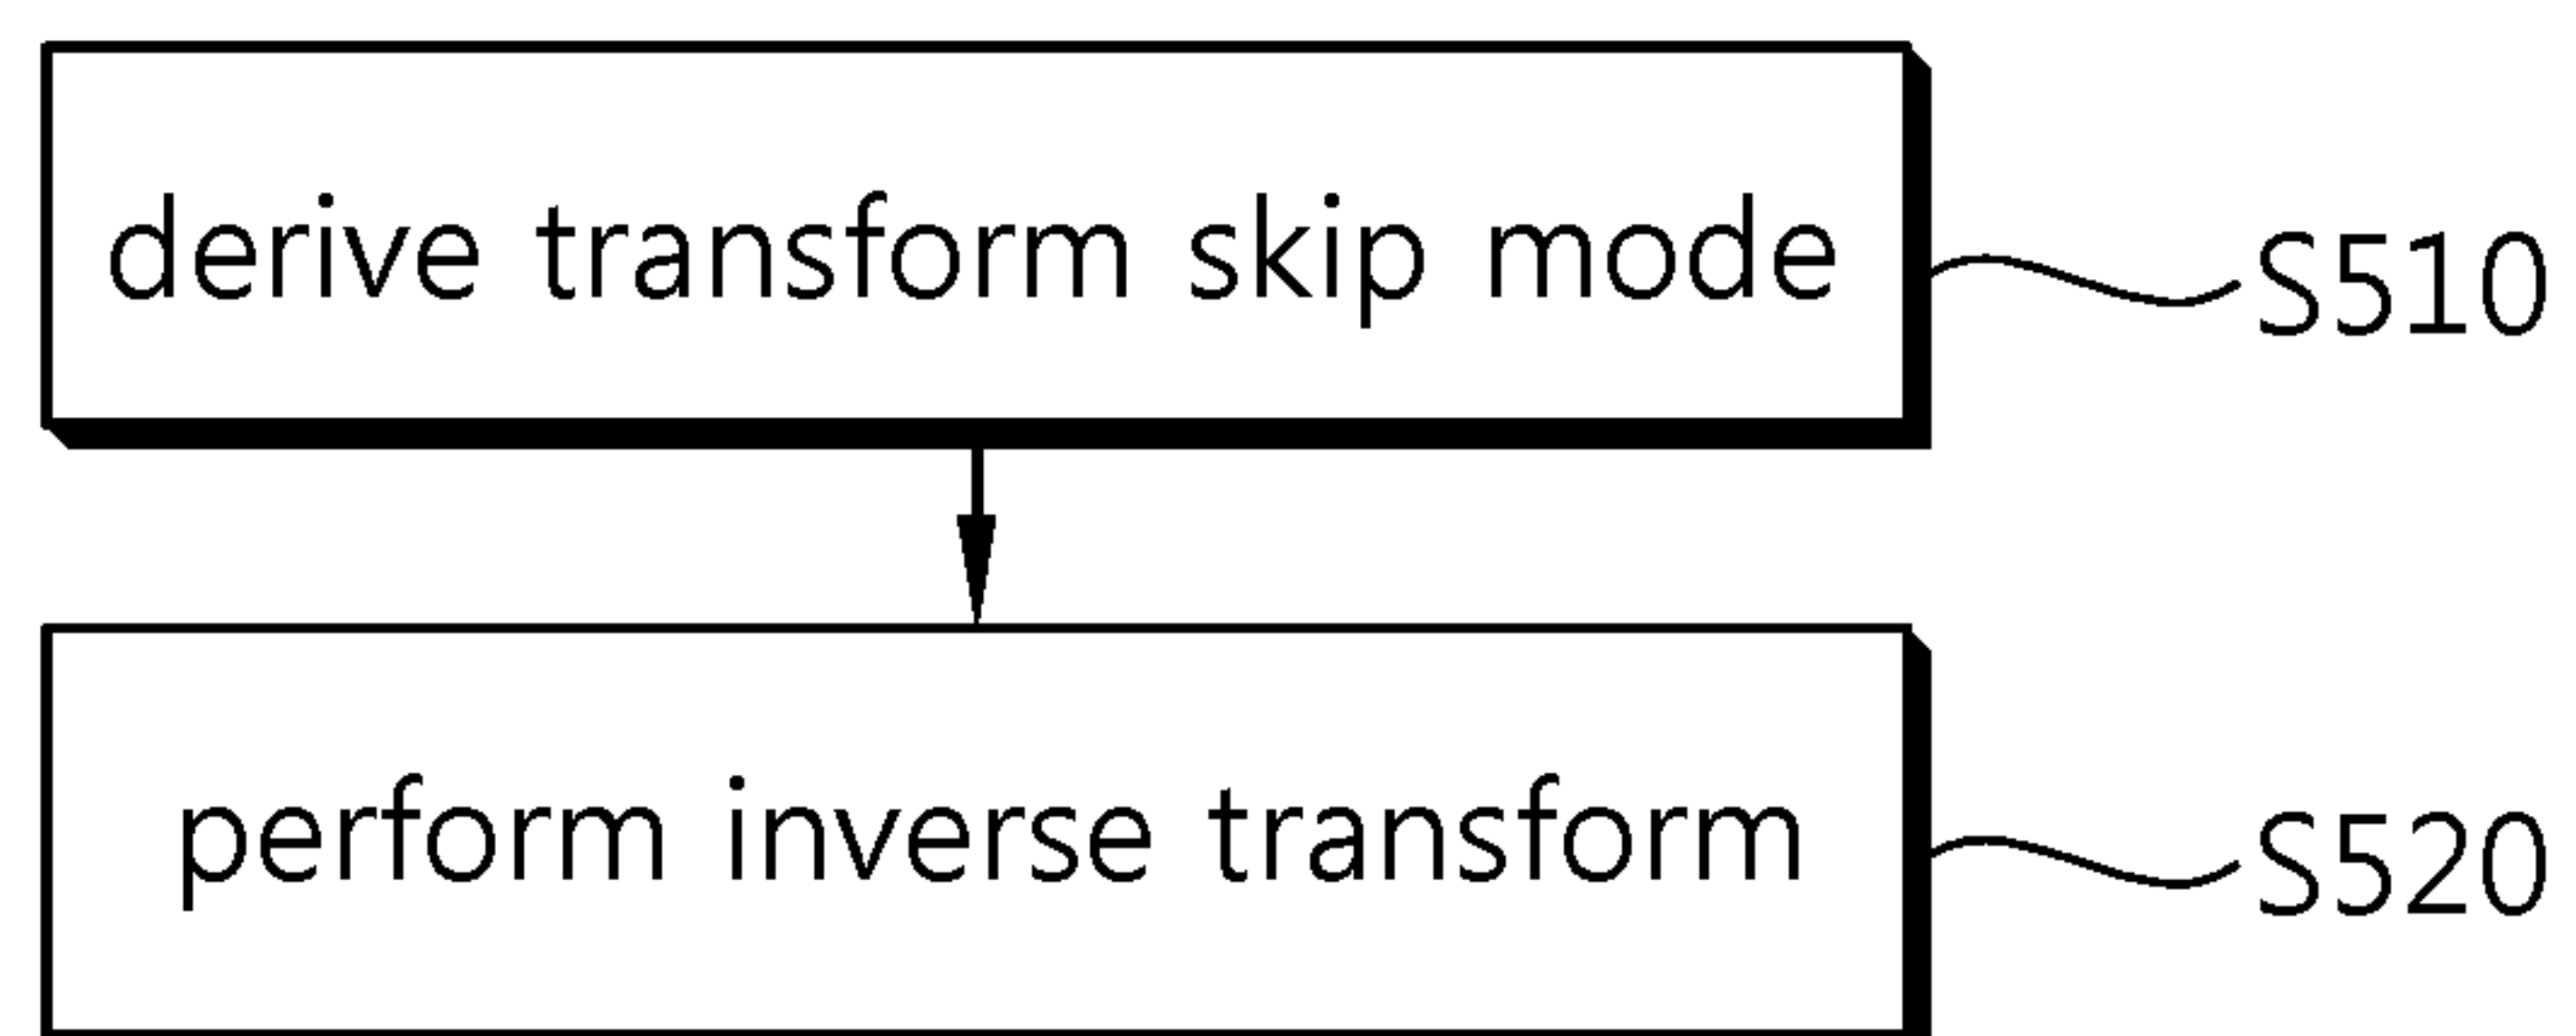 derive transform skip mode
S510
perform inverse transform
S520